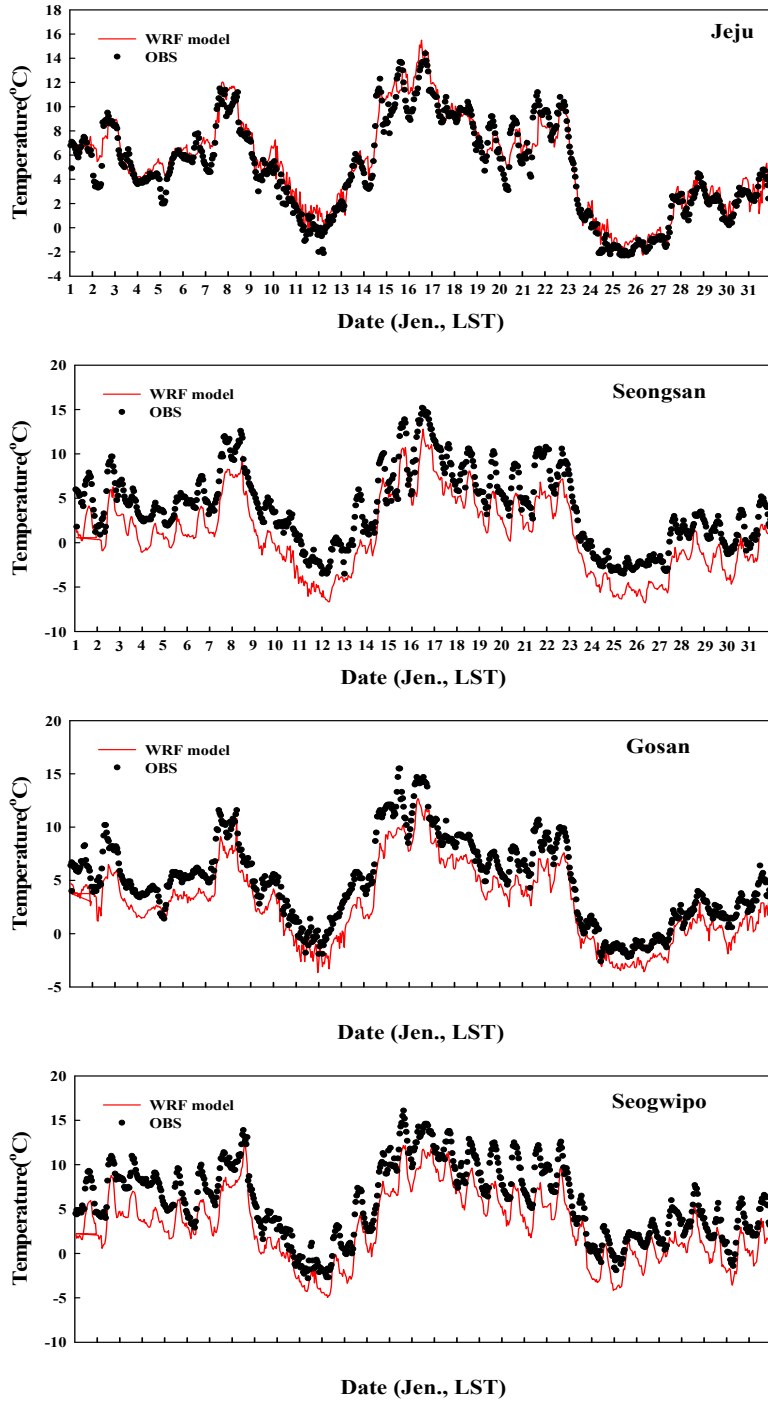 18
16
14
12
10
8
6
4
2
0
-2
-4
Temperature(°C)
WRF model
OBS
Jeju
1 2 3 4 5 6 7 8 9 10 11 12 13 14 15 16 17 18 19 20 21 22 23 24 25 26 27 28 29 30 31
Date (Jen., LST)
20
15
10
5
0
-5
-10
Temperature(°C)
WRF model
OBS
Seongsan
1 2 3 4 5 6 7 8 9 10 11 12 13 14 15 16 17 18 19 20 21 22 23 24 25 26 27 28 29 30 31
Date (Jen., LST)
20
15
10
5
0
-5
Temperature(°C)
WRF model
OBS
Gosan
Date (Jen., LST)
20
15
10
5
0
-5
-10
Temperature(°C)
WRF model
OBS
Seogwipo
Date (Jen., LST)